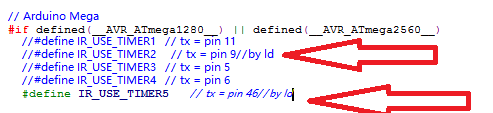 // Arduino Mega
#if defined(__AVR_ATmega1280__) || defined(__AVR_ATmega2560__)
//#define IR_USE_TIMER1 // tx = pin 11
//#define IR_USE_TIMER2 // tx = pin 9//by ld
//#define IR_USE_TIMER3 // tx = pin 5
//#define IR_USE_TIMER4 // tx = pin 6
#define IR_USE_TIMER5 // tx = pin 46//by ld